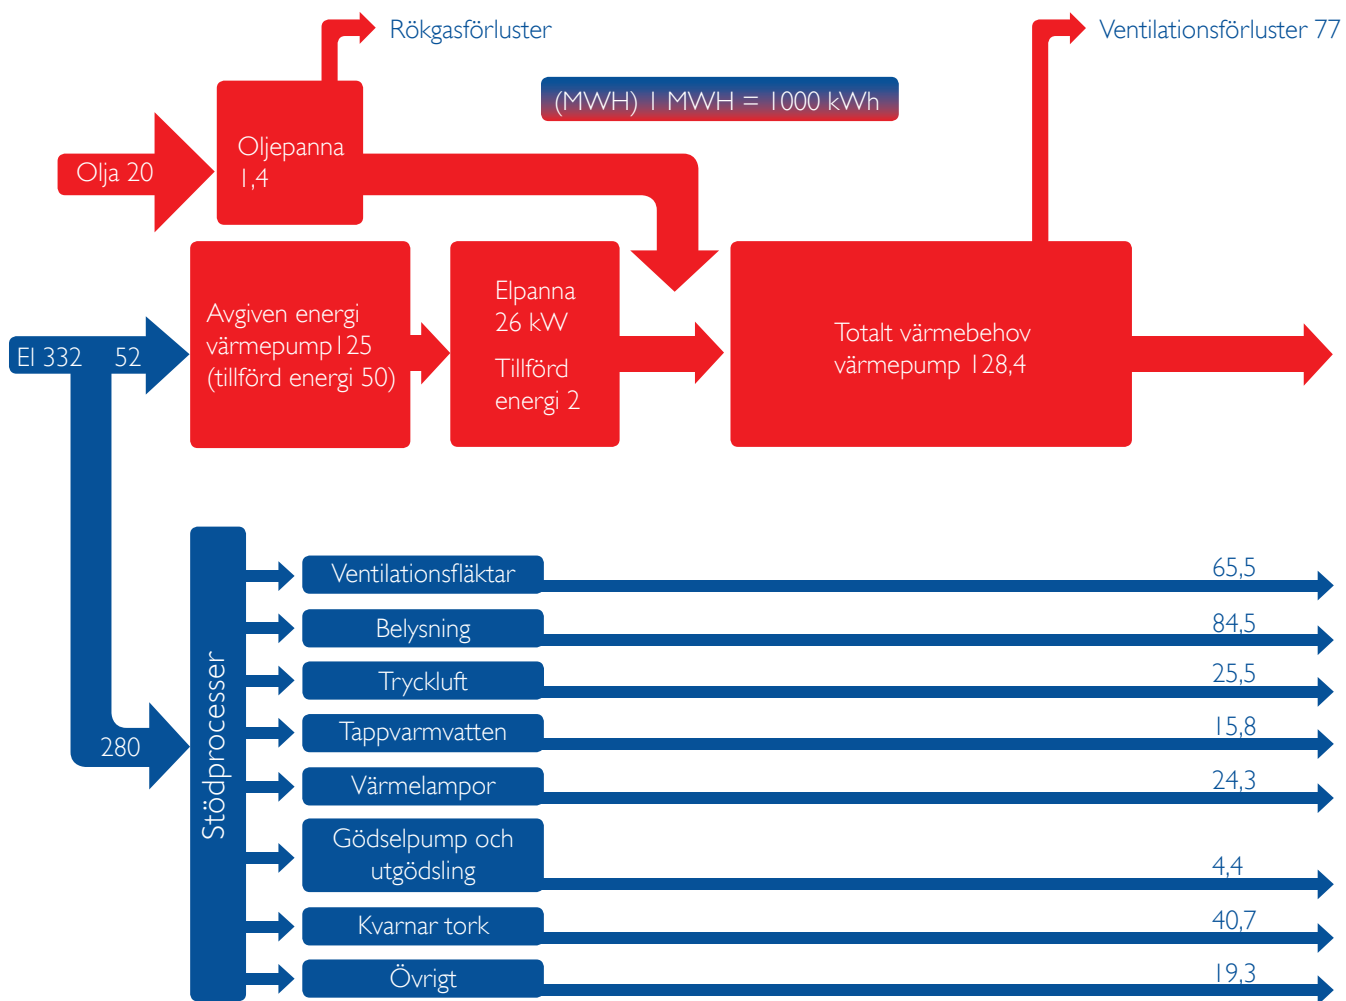 Rökgasförluster
Ventilationsförluster 77
(MWH) 1 MWH = 1000 kWh
Olja 20
Oljepanna
1,4
El 332
52
Avgiven energi
värmepump125
(tillförd energi 50)
Elpanna
26 kW
Tillförd
energi 2
Totalt värmebehov
värmepump 128,4
280
Stödprocesser
Ventilationsfläktar
65,5
Belysning
84,5
Tryckluft
25,5
Tappvarmvatten
15,8
Värmelampor
24,3
Gödselpump och
utgödsling
4,4
Kvarnar tork
40,7
Övrigt
19,3